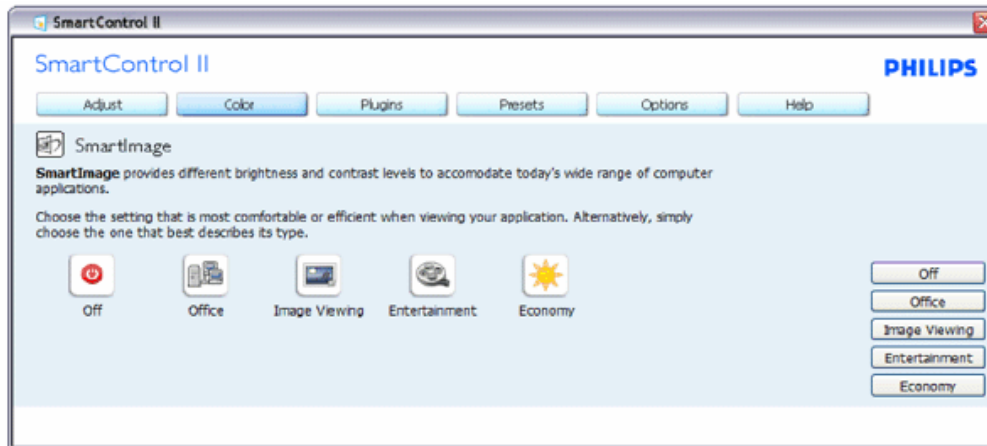 SmartControl II
SmartControl II
PHILIPS
Adjust Color Plugins Presets Options Help
SmartImage
SmartImage provides different brightness and contrast levels to accomodate today's wide range of computer
applications.
Choose the setting that is most comfortable or efficient when viewing your application. Alternatively, simply
choose the one that best describes its type.
Off Office Image Viewing Entertainment Economy
Off
Office
Image Viewing
Entertainment
Economy